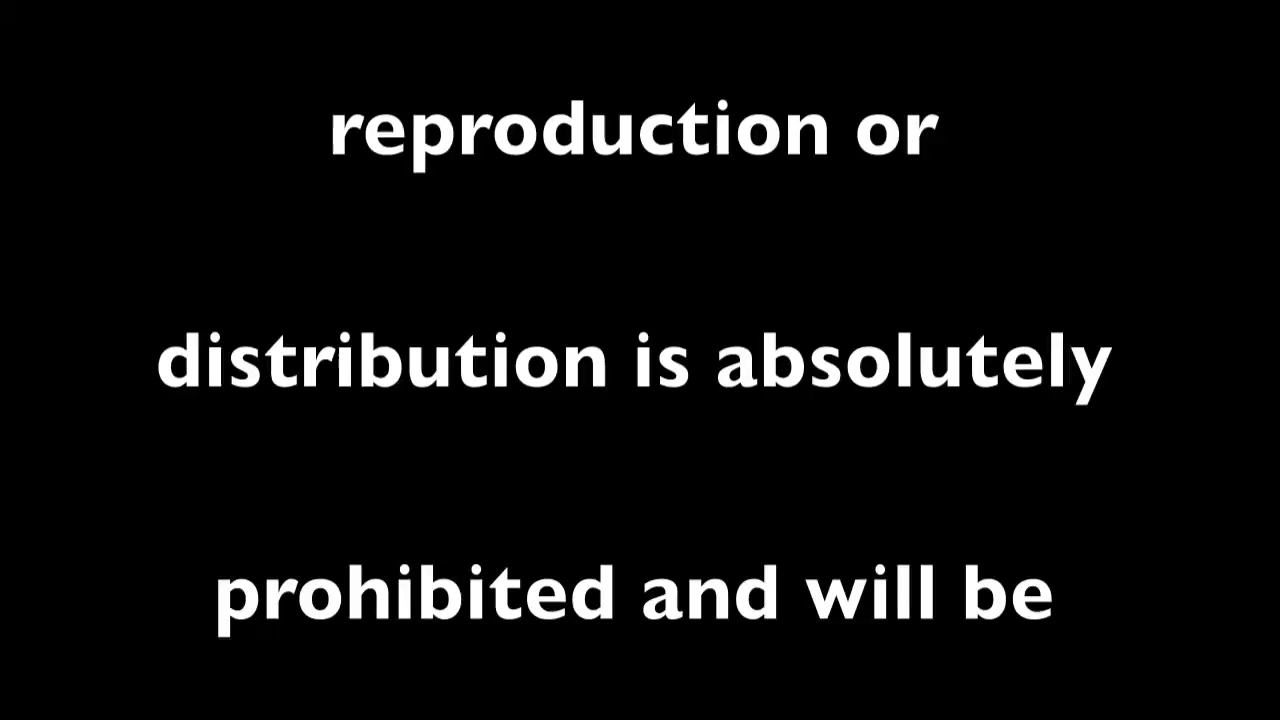 reproduction or
distribution is absolutely
prohibited and will be